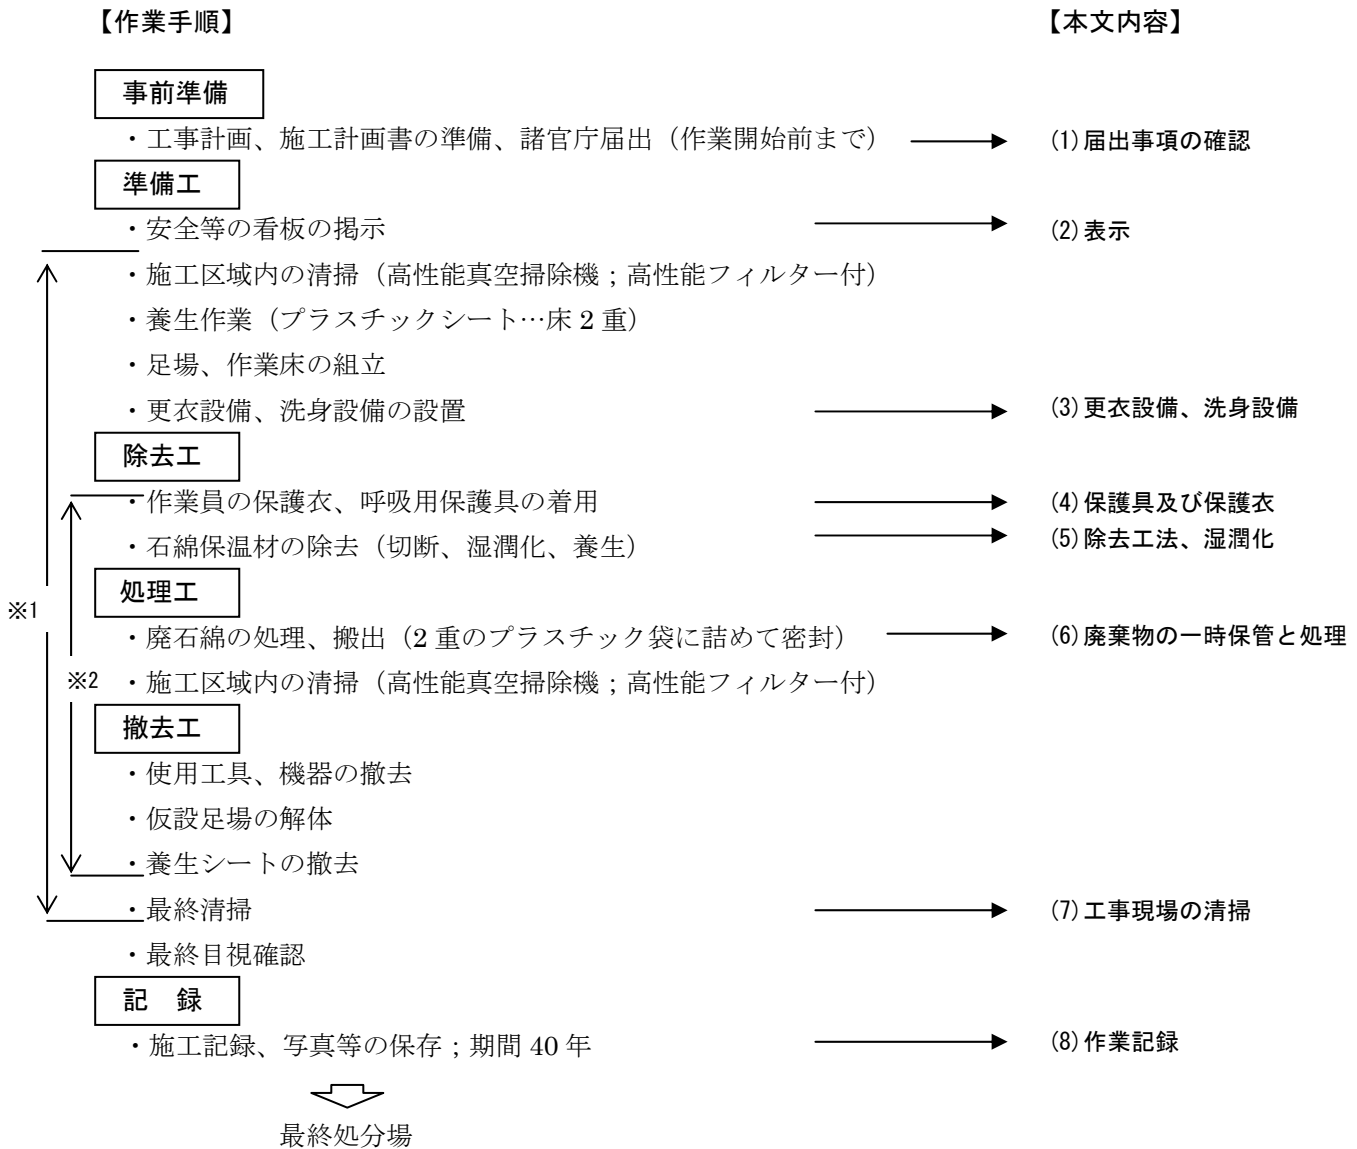 【作業手順】 【本文内容】
事前準備
・工事計画、施工計画書の準備、諸官庁届出（作業開始前まで） (1)届出事項の確認
準備工
・安全等の看板の掲示 (2)表示
・施工区域内の清掃（高性能真空掃除機；高性能フィルター付）
・養生作業（プラスチックシート…床 2 重）
・足場、作業床の組立
・更衣設備、洗身設備の設置 (3)更衣設備、洗身設備
除去工
・作業員の保護衣、呼吸用保護具の着用 (4)保護具及び保護衣
・石綿保温材の除去（切断、湿潤化、養生） (5)除去工法、湿潤化
処理工
※1
・廃石綿の処理、搬出（2 重のプラスチック袋に詰めて密封） (6)廃棄物の一時保管と処理
※2 ・施工区域内の清掃（高性能真空掃除機；高性能フィルター付）
撤去工
・使用工具、機器の撤去
・仮設足場の解体
・養生シートの撤去
・最終清掃 (7)工事現場の清掃
・最終目視確認
記　録
・施工記録、写真等の保存；期間 40 年 (8)作業記録
最終処分場